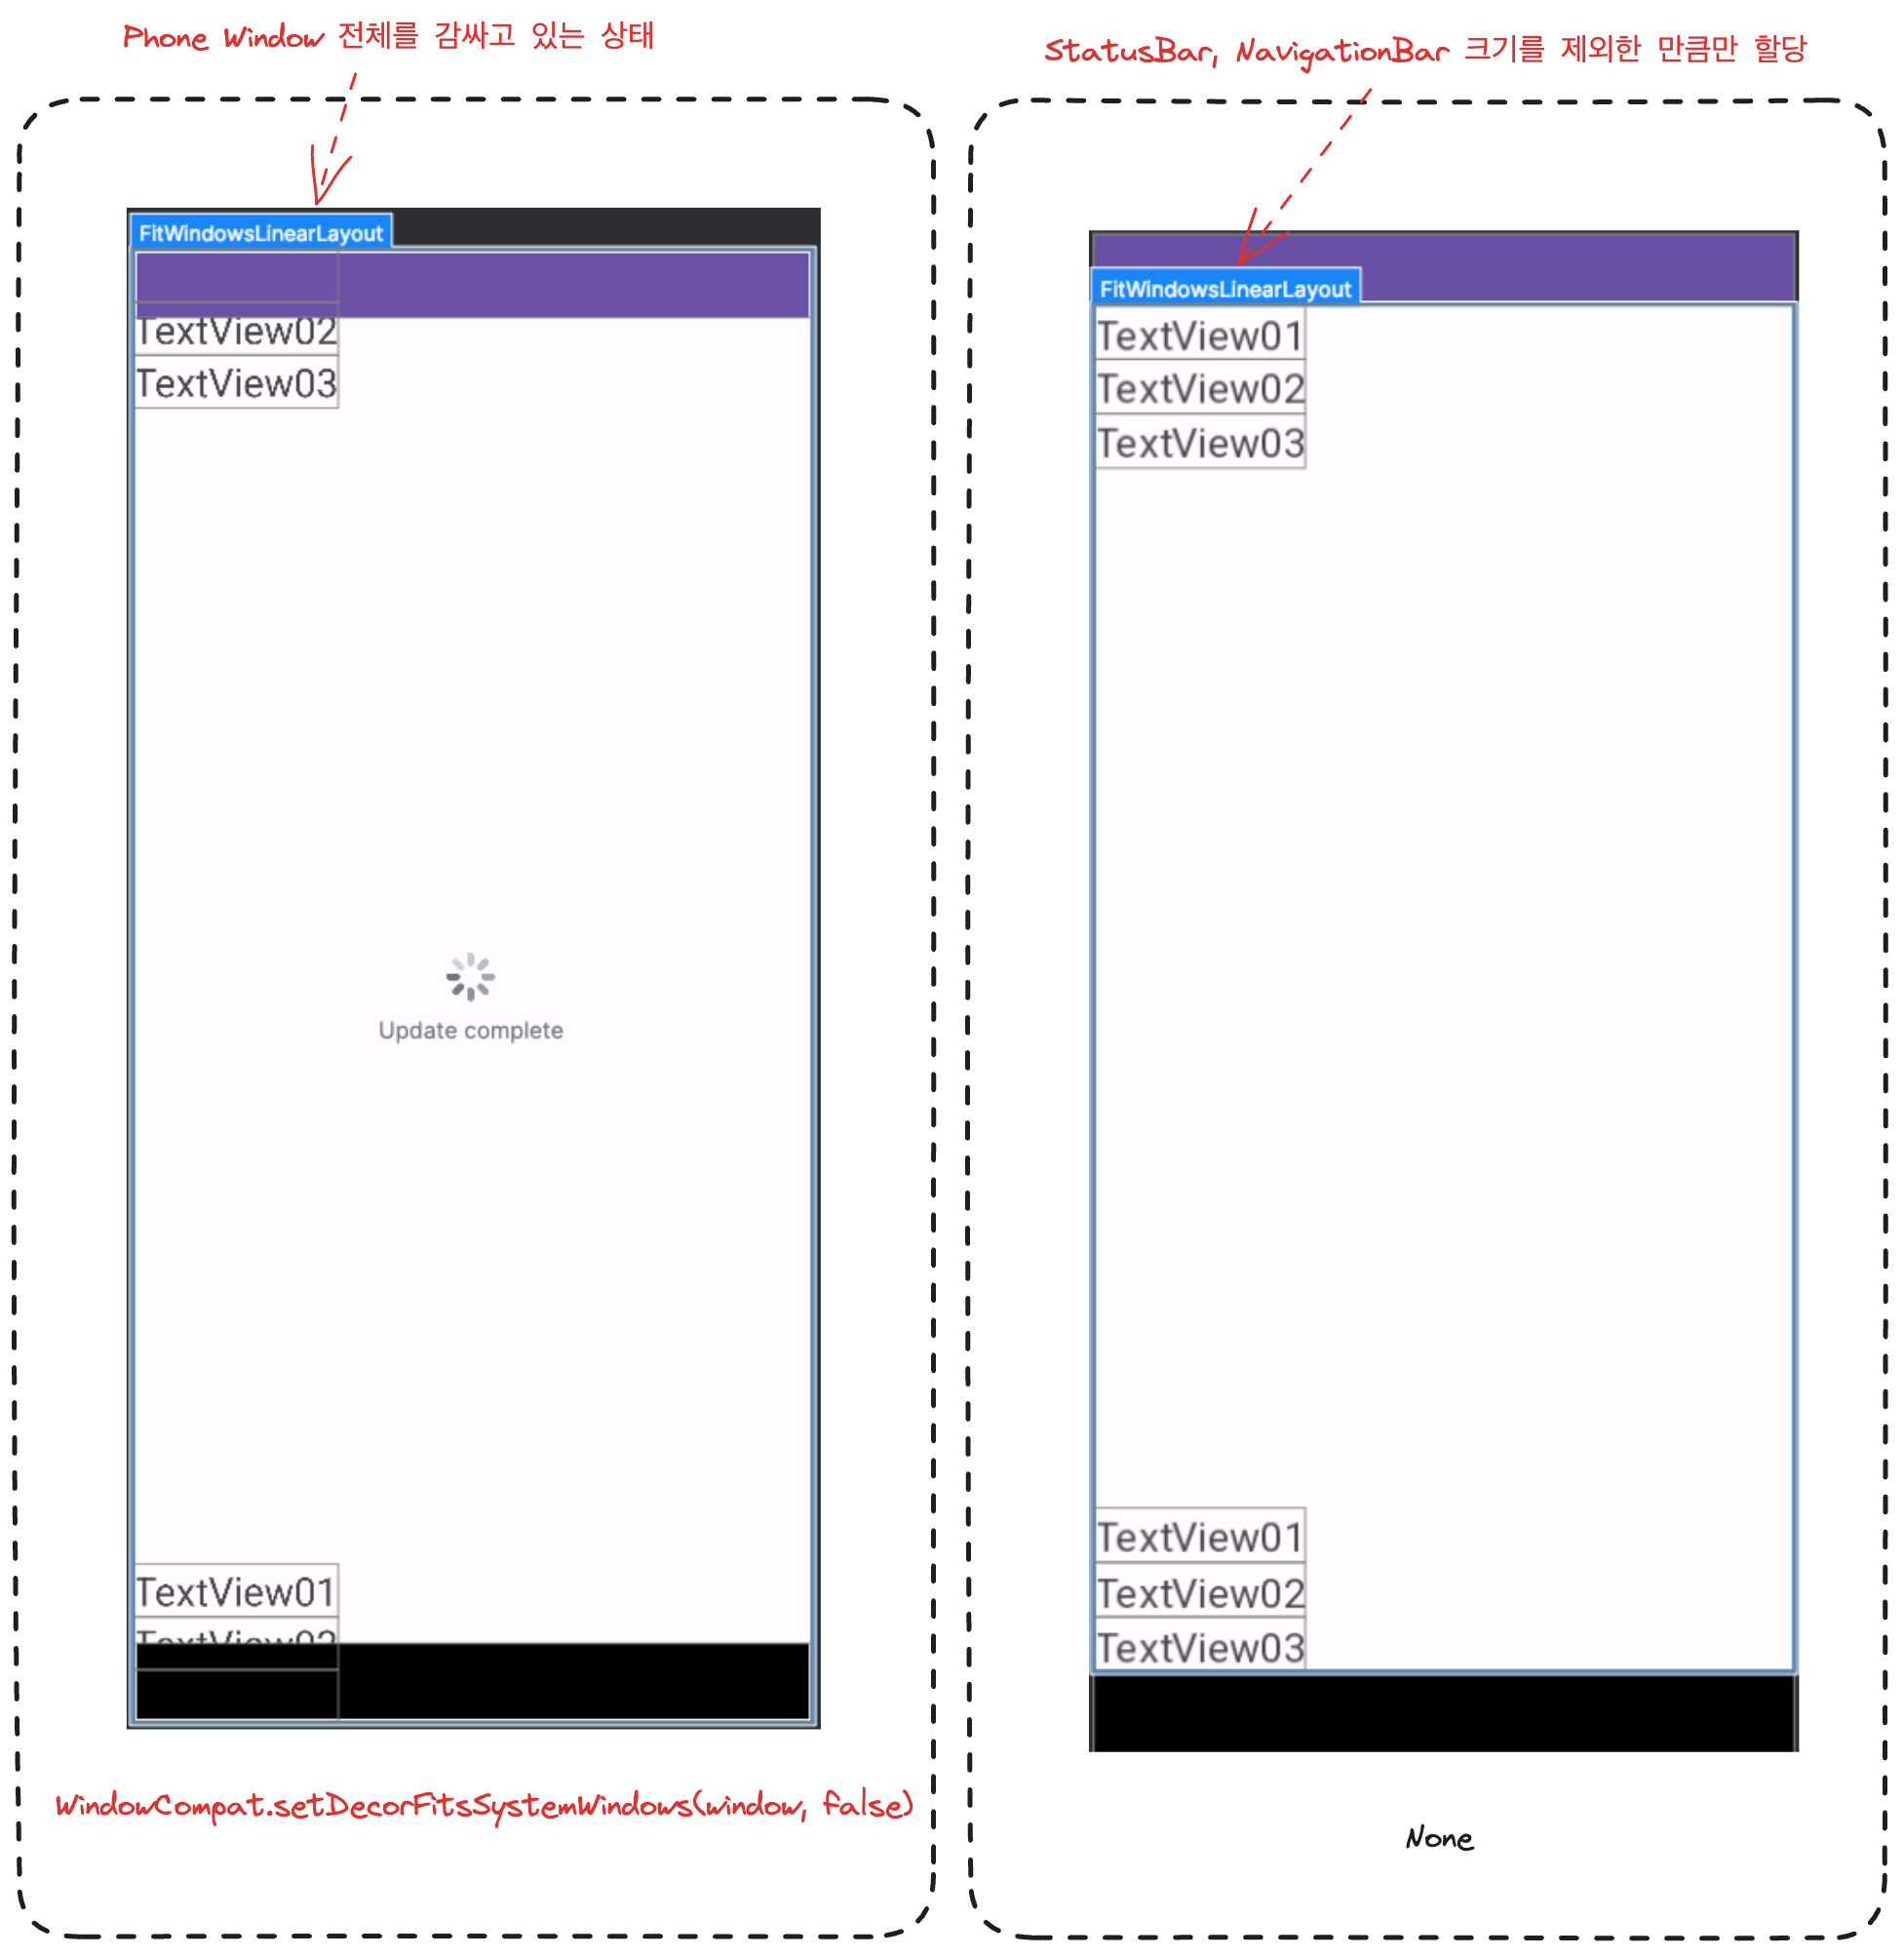 Phone Window 전체를 감싸고 있는 상태
FitWindowsLinearLayout
TextView02
TextView03
Update complete
TextView01
WindowCompat.setDecorFitsSystemWindows(window, false)
StatusBar, NavigationBar 크기를 제외한 만큼만 할당
FitWindowsLinearLayout
TextView01
TextView02
TextView03
TextView01
TextView02
TextView03
None